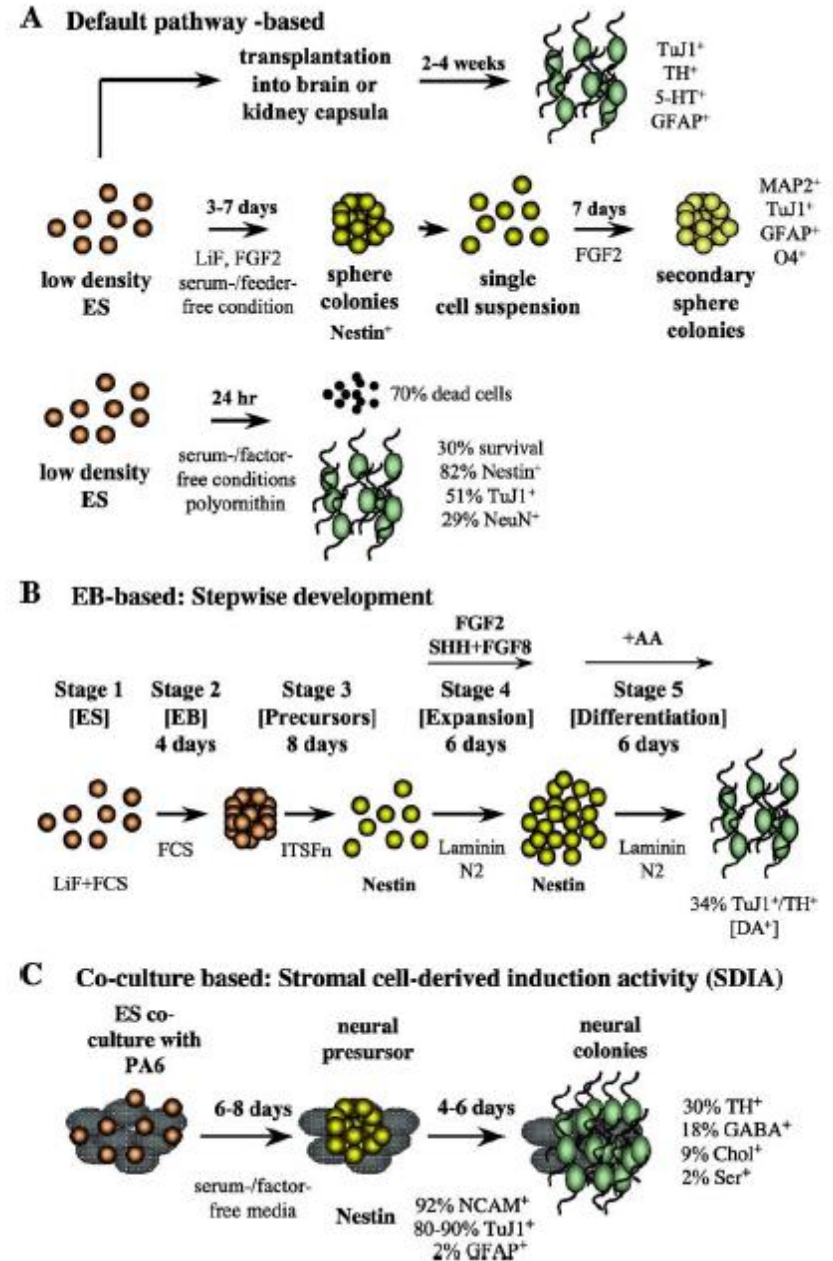 A Default pathway -based
transplantation
into brain or
kidney capsula
2-4 weeks
TuJ1⁺
TH⁺
5-HT⁺
GFAP⁺
low density
ES
3-7 days
LiF, FGF2
serum-/feeder-
free condition
sphere
colonies
Nestin⁺
single
cell suspension
7 days
FGF2
secondary
sphere
colonies
MAP2⁺
TuJ1⁺
GFAP⁺
O4⁺
low density
ES
24 hr
serum-/factor-
free conditions
polyornithin
70% dead cells
30% survival
82% Nestin⁺
51% TuJ1⁺
29% NeuN⁺
B EB-based: Stepwise development
FGF2
SHH+FGF8
+AA
Stage 1
[ES]
Stage 2
[EB]
4 days
Stage 3
[Precursors]
8 days
Stage 4
[Expansion]
6 days
Stage 5
[Differentiation]
6 days
LiF+FCS
FCS
ITSFn
Nestin
Laminin
N2
Nestin
Laminin
N2
34% TuJ1⁺/TH⁺
[DA⁺]
C Co-culture based: Stromal cell-derived induction activity (SDIA)
ES co-
culture with
PA6
6-8 days
serum-/factor-
free media
neural
presursor
Nestin
4-6 days
92% NCAM⁺
80-90% TuJ1⁺
2% GFAP⁺
neural
colonies
30% TH⁺
18% GABA⁺
9% Chol⁺
2% Ser⁺